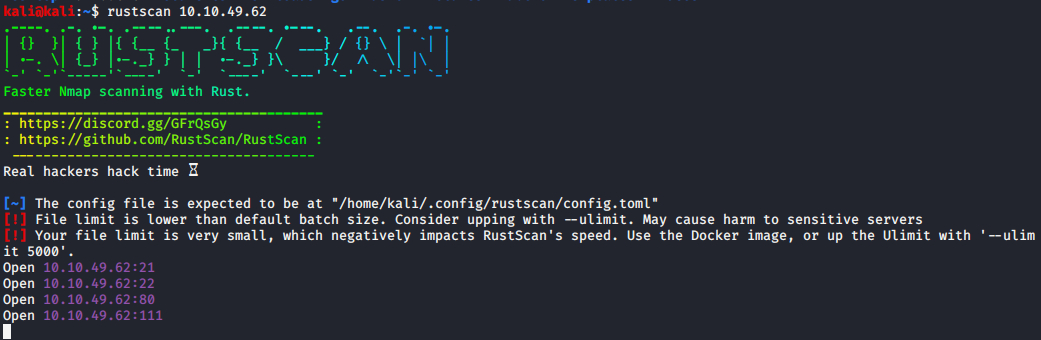 kali@kali:~$ rustscan 10.10.49.62
.----. .-. .-. .----..---.  .----. .---.   .--.  .-. .-.
| {}  }| { } |{ {__ {_   _}{ {__  /  ___} / {} \ |  `| |
| .-. \| {_} |.-._} } | |  .-._} }\     }/  /\  \| |\  |
`-' `-'`-----'`----'  `-'  `----'  `---' `-'  `-'`-' `-'
Faster Nmap scanning with Rust.
________________________________________
: https://discord.gg/GFrQsGy           :
: https://github.com/RustScan/RustScan :
 --------------------------------------
Real hackers hack time ⌛
[~] The config file is expected to be at "/home/kali/.config/rustscan/config.toml"
[!] File limit is lower than default batch size. Consider upping with --ulimit. May cause harm to sensitive servers
[!] Your file limit is very small, which negatively impacts RustScan's speed. Use the Docker image, or up the Ulimit with '--ulim
it 5000'.
Open 10.10.49.62:21
Open 10.10.49.62:22
Open 10.10.49.62:80
Open 10.10.49.62:111